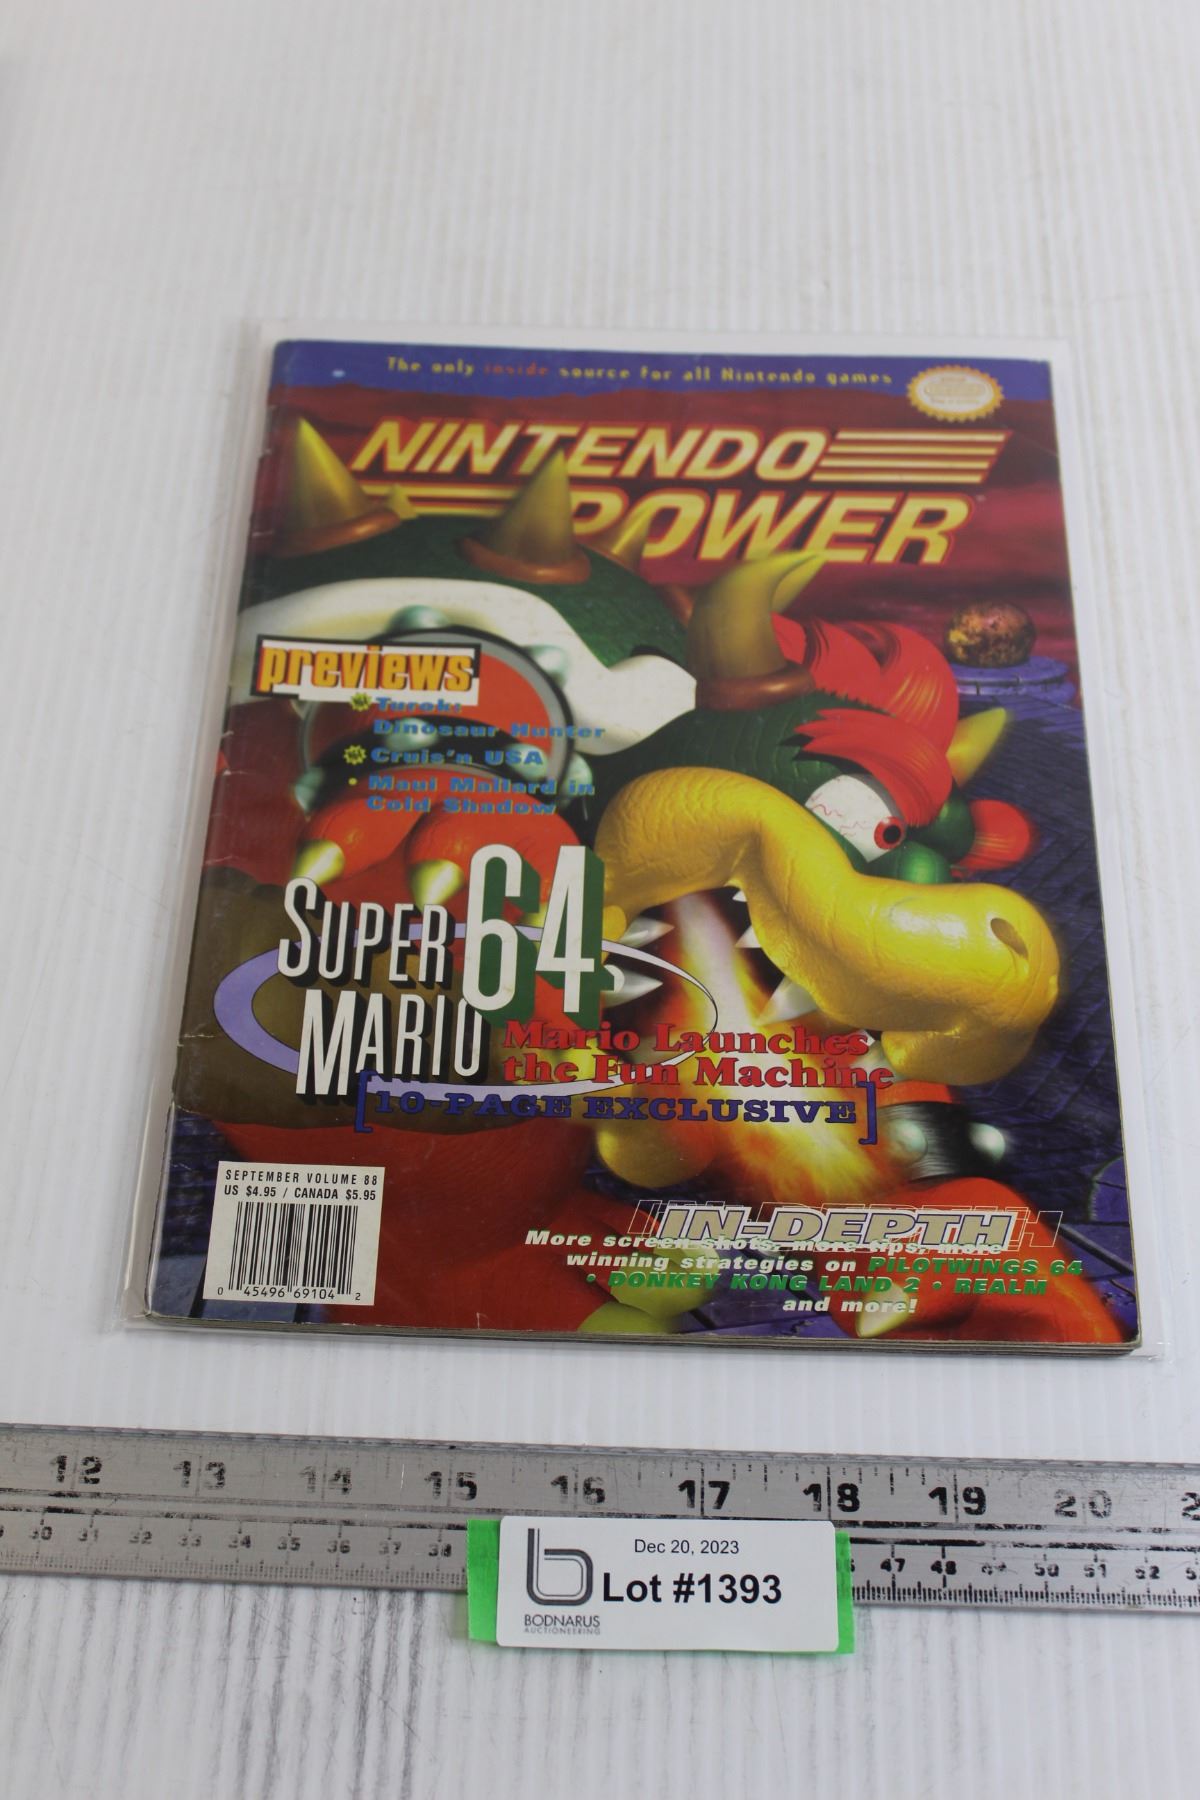 The only inside source for all Nintendo games
NINTENDO
POWER
previews
Turok:
Dinosaur Hunter
Cruis'n USA
• Maui Mallard in
Cold Shadow
SUPER 64
MARIO
Mario Launches
the Fun Machine
[10-PAGE EXCLUSIVE]
SEPTEMBER VOLUME 88
US $4.95 / CANADA $5.95
0 45496 69104 2
IN-DEPTH
More screen shots, more tips, more
winning strategies on PILOTWINGS 64
• DONKEY KONG LAND 2 • REALM
and more!
12 13 14 15 16 17 18 19 20
30 31 32 33 34 35 36 37 38 47 48 49 50 51 52
Dec 20, 2023
Lot #1393
BODNARUS
AUCTIONEERING